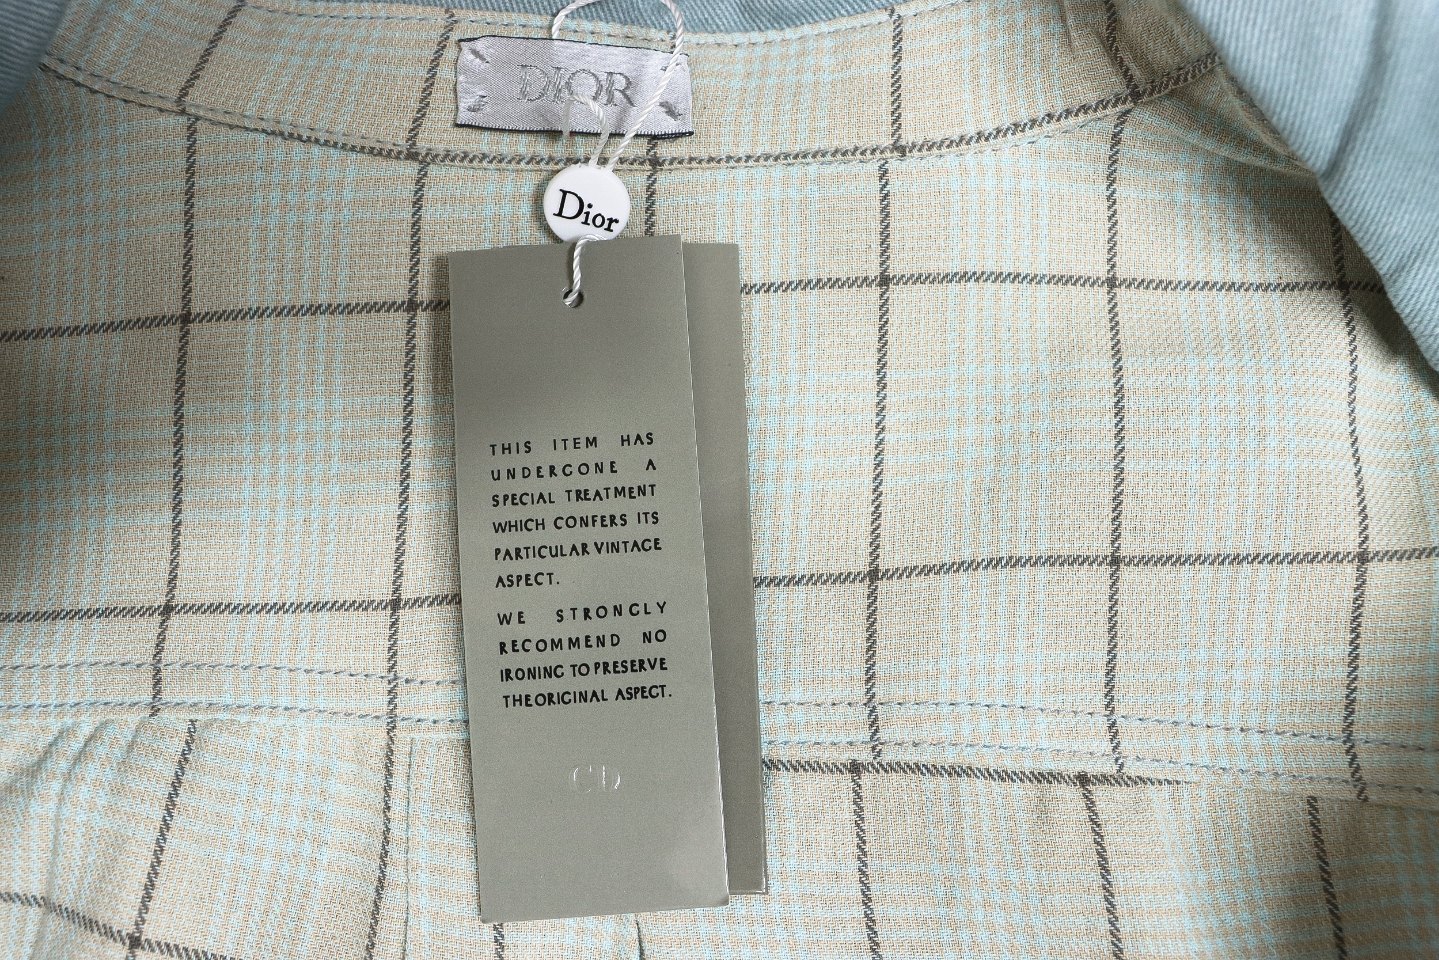 DIOR
Dior
THIS ITEM HAS
UNDERGONE A
SPECIAL TREATMENT
WHICH CONFERS ITS
PARTICULAR VINTAGE
ASPECT.
WE STRONGLY
RECOMMEND NO
IRONING TO PRESERVE
THE ORIGINAL ASPECT.
CD